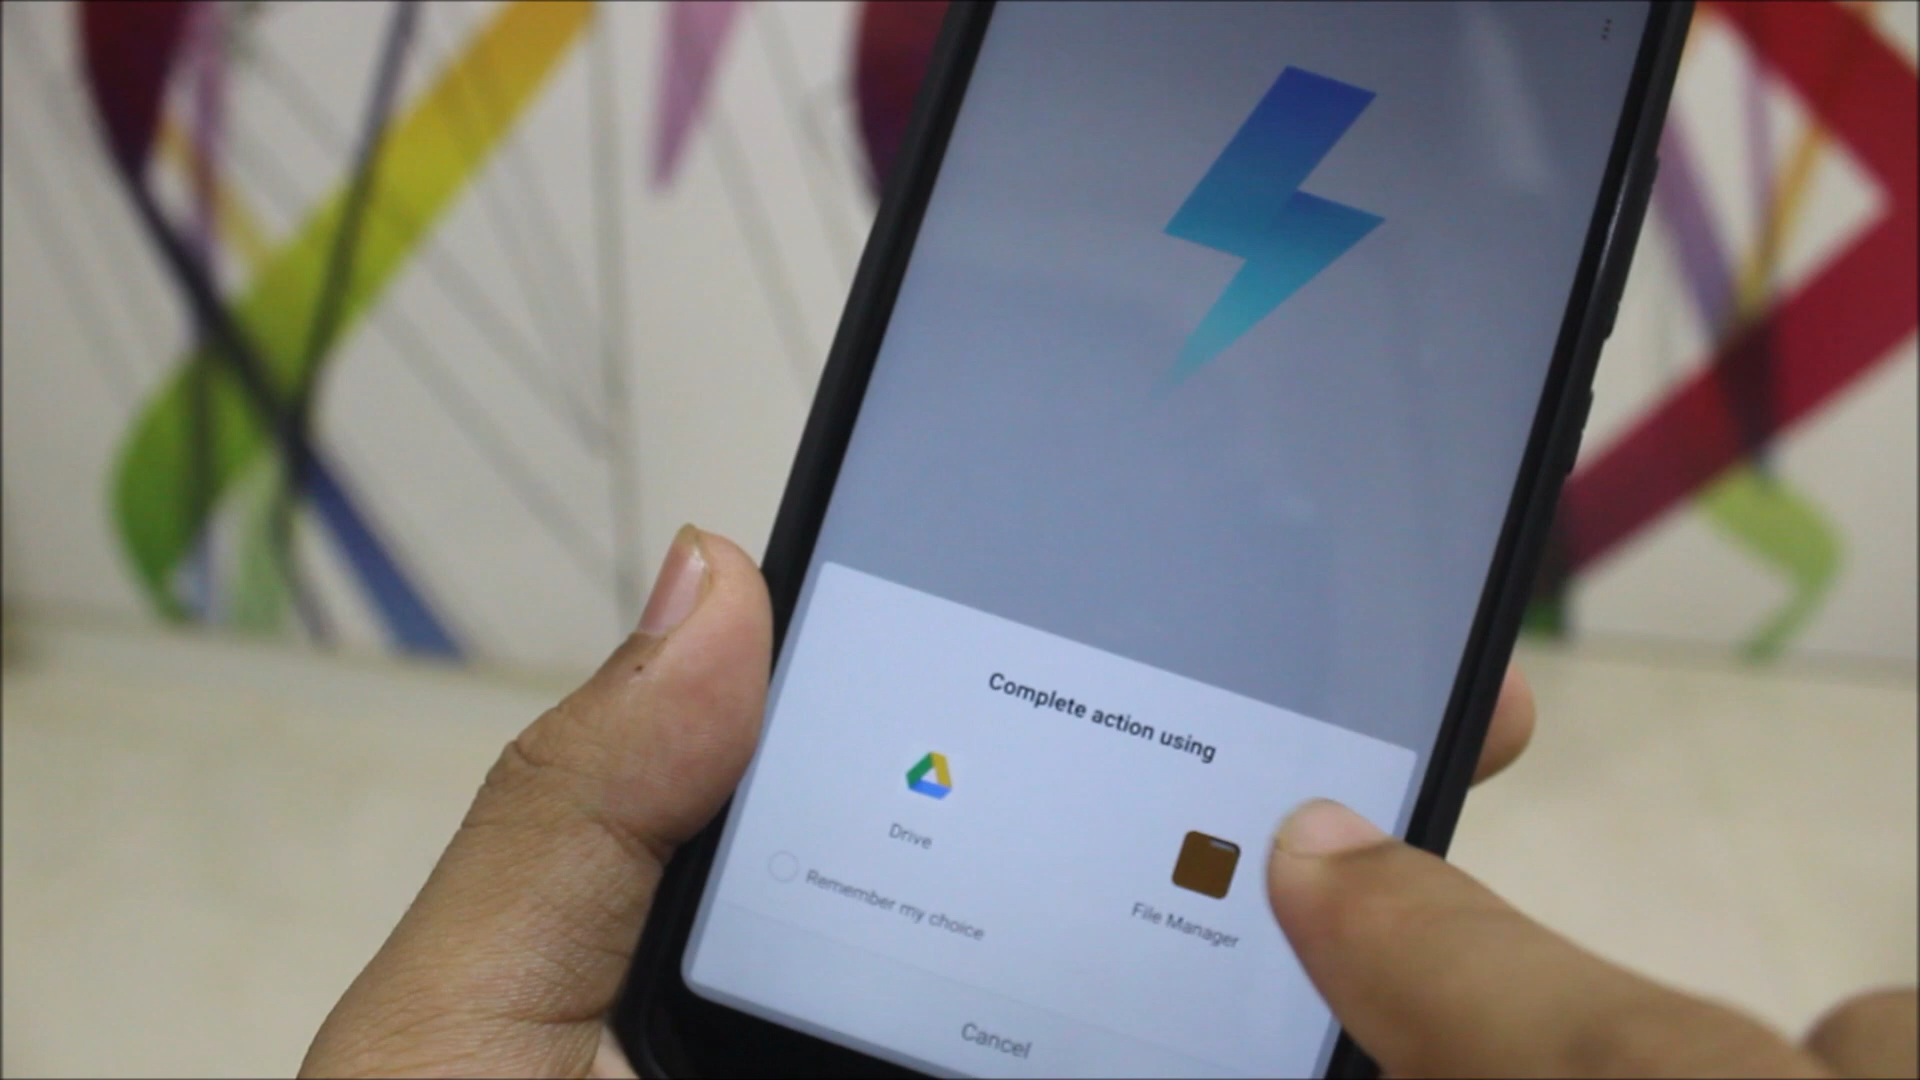 Complete action using
Drive
File Manager
Remember my choice
Cancel